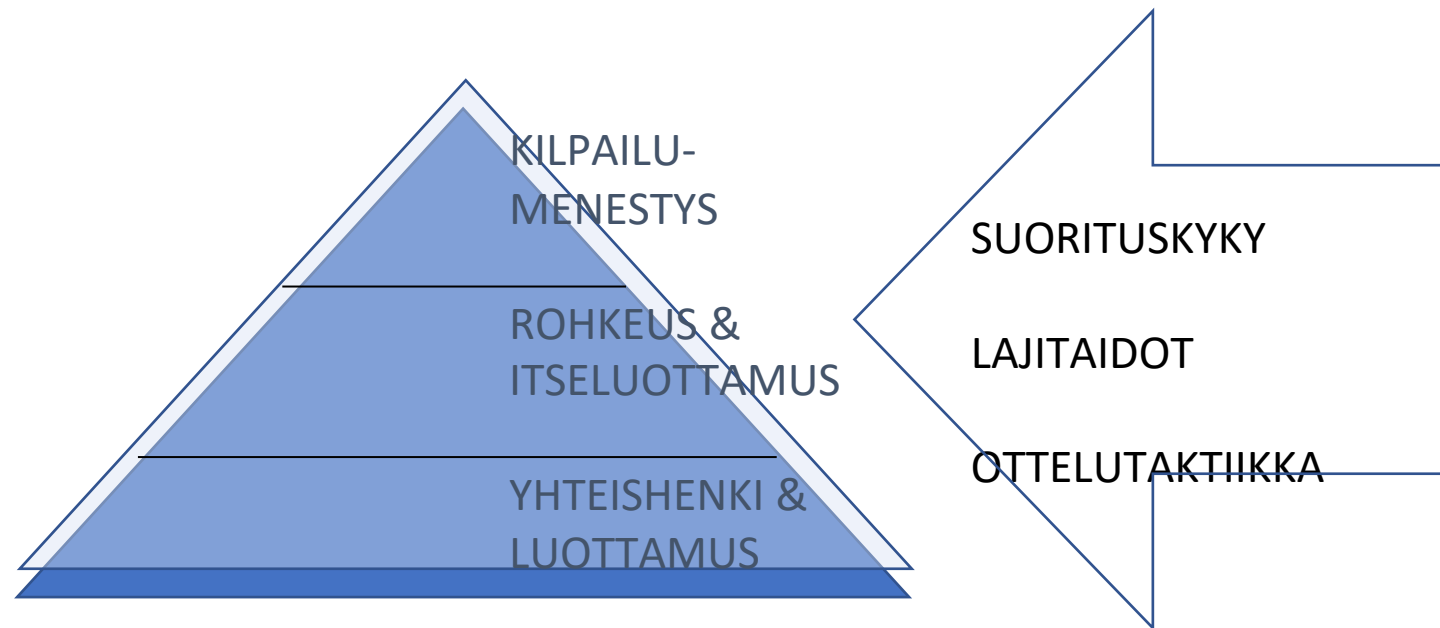 KILPAILU-
MENESTYS
ROHKEUS &
ITSELUOTTAMUS
YHTEISHENKI &
LUOTTAMUS
SUORITUSKYKY
LAJITAIDOT
OTTELUTAKTIIKKA